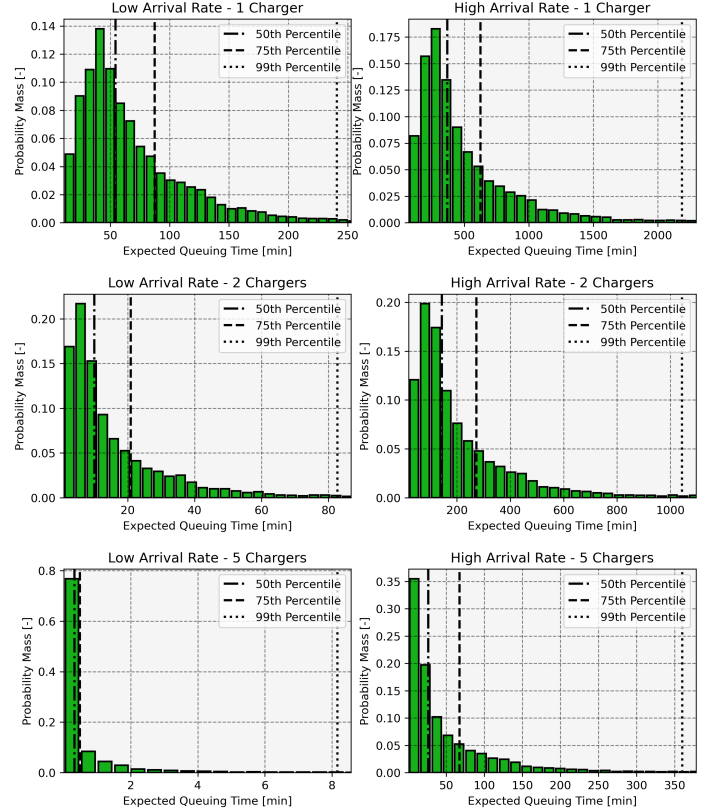 Low Arrival Rate - 1 Charger
Probability Mass [-]
0.14
0.12
0.10
0.08
0.06
0.04
0.02
0.00
50th Percentile
75th Percentile
99th Percentile
50 100 150 200 250
Expected Queuing Time [min]
High Arrival Rate - 1 Charger
Probability Mass [-]
0.175
0.150
0.125
0.100
0.075
0.050
0.025
0.000
50th Percentile
75th Percentile
99th Percentile
500 1000 1500 2000
Expected Queuing Time [min]
Low Arrival Rate - 2 Chargers
Probability Mass [-]
0.20
0.15
0.10
0.05
0.00
50th Percentile
75th Percentile
99th Percentile
20 40 60 80
Expected Queuing Time [min]
High Arrival Rate - 2 Chargers
Probability Mass [-]
0.20
0.15
0.10
0.05
0.00
50th Percentile
75th Percentile
99th Percentile
200 400 600 800 1000
Expected Queuing Time [min]
Low Arrival Rate - 5 Chargers
Probability Mass [-]
0.8
0.6
0.4
0.2
0.0
50th Percentile
75th Percentile
99th Percentile
2 4 6 8
Expected Queuing Time [min]
High Arrival Rate - 5 Chargers
Probability Mass [-]
0.35
0.30
0.25
0.20
0.15
0.10
0.05
0.00
50th Percentile
75th Percentile
99th Percentile
50 100 150 200 250 300 350
Expected Queuing Time [min]